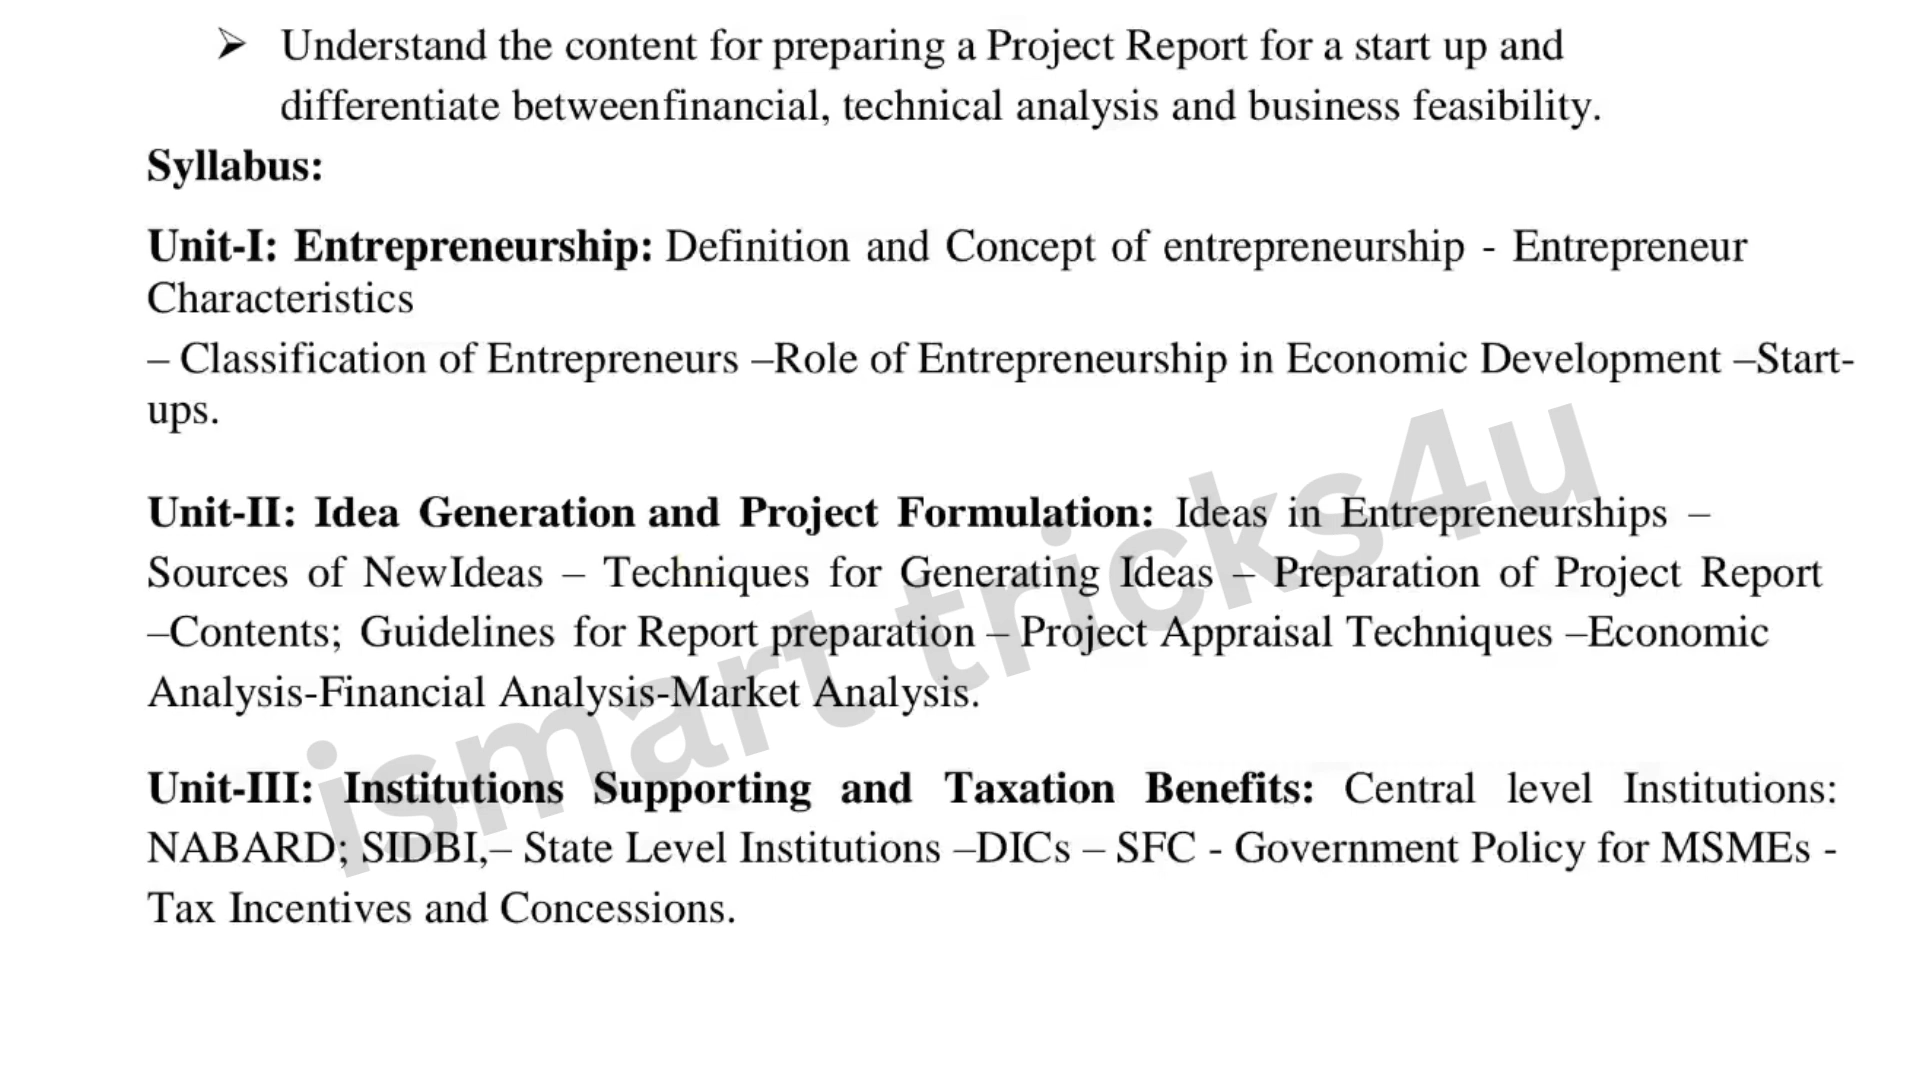 ➢ Understand the content for preparing a Project Report for a start up and
differentiate betweenfinancial, technical analysis and business feasibility.
Syllabus:
Unit-I: Entrepreneurship: Definition and Concept of entrepreneurship - Entrepreneur
Characteristics
– Classification of Entrepreneurs –Role of Entrepreneurship in Economic Development –Start-
ups.
Unit-II: Idea Generation and Project Formulation: Ideas in Entrepreneurships –
Sources of NewIdeas – Techniques for Generating Ideas – Preparation of Project Report
–Contents; Guidelines for Report preparation – Project Appraisal Techniques –Economic
Analysis-Financial Analysis-Market Analysis.
Unit-III: Institutions Supporting and Taxation Benefits: Central level Institutions:
NABARD; SIDBI,– State Level Institutions –DICs – SFC - Government Policy for MSMEs -
Tax Incentives and Concessions.
ismart tricks4u